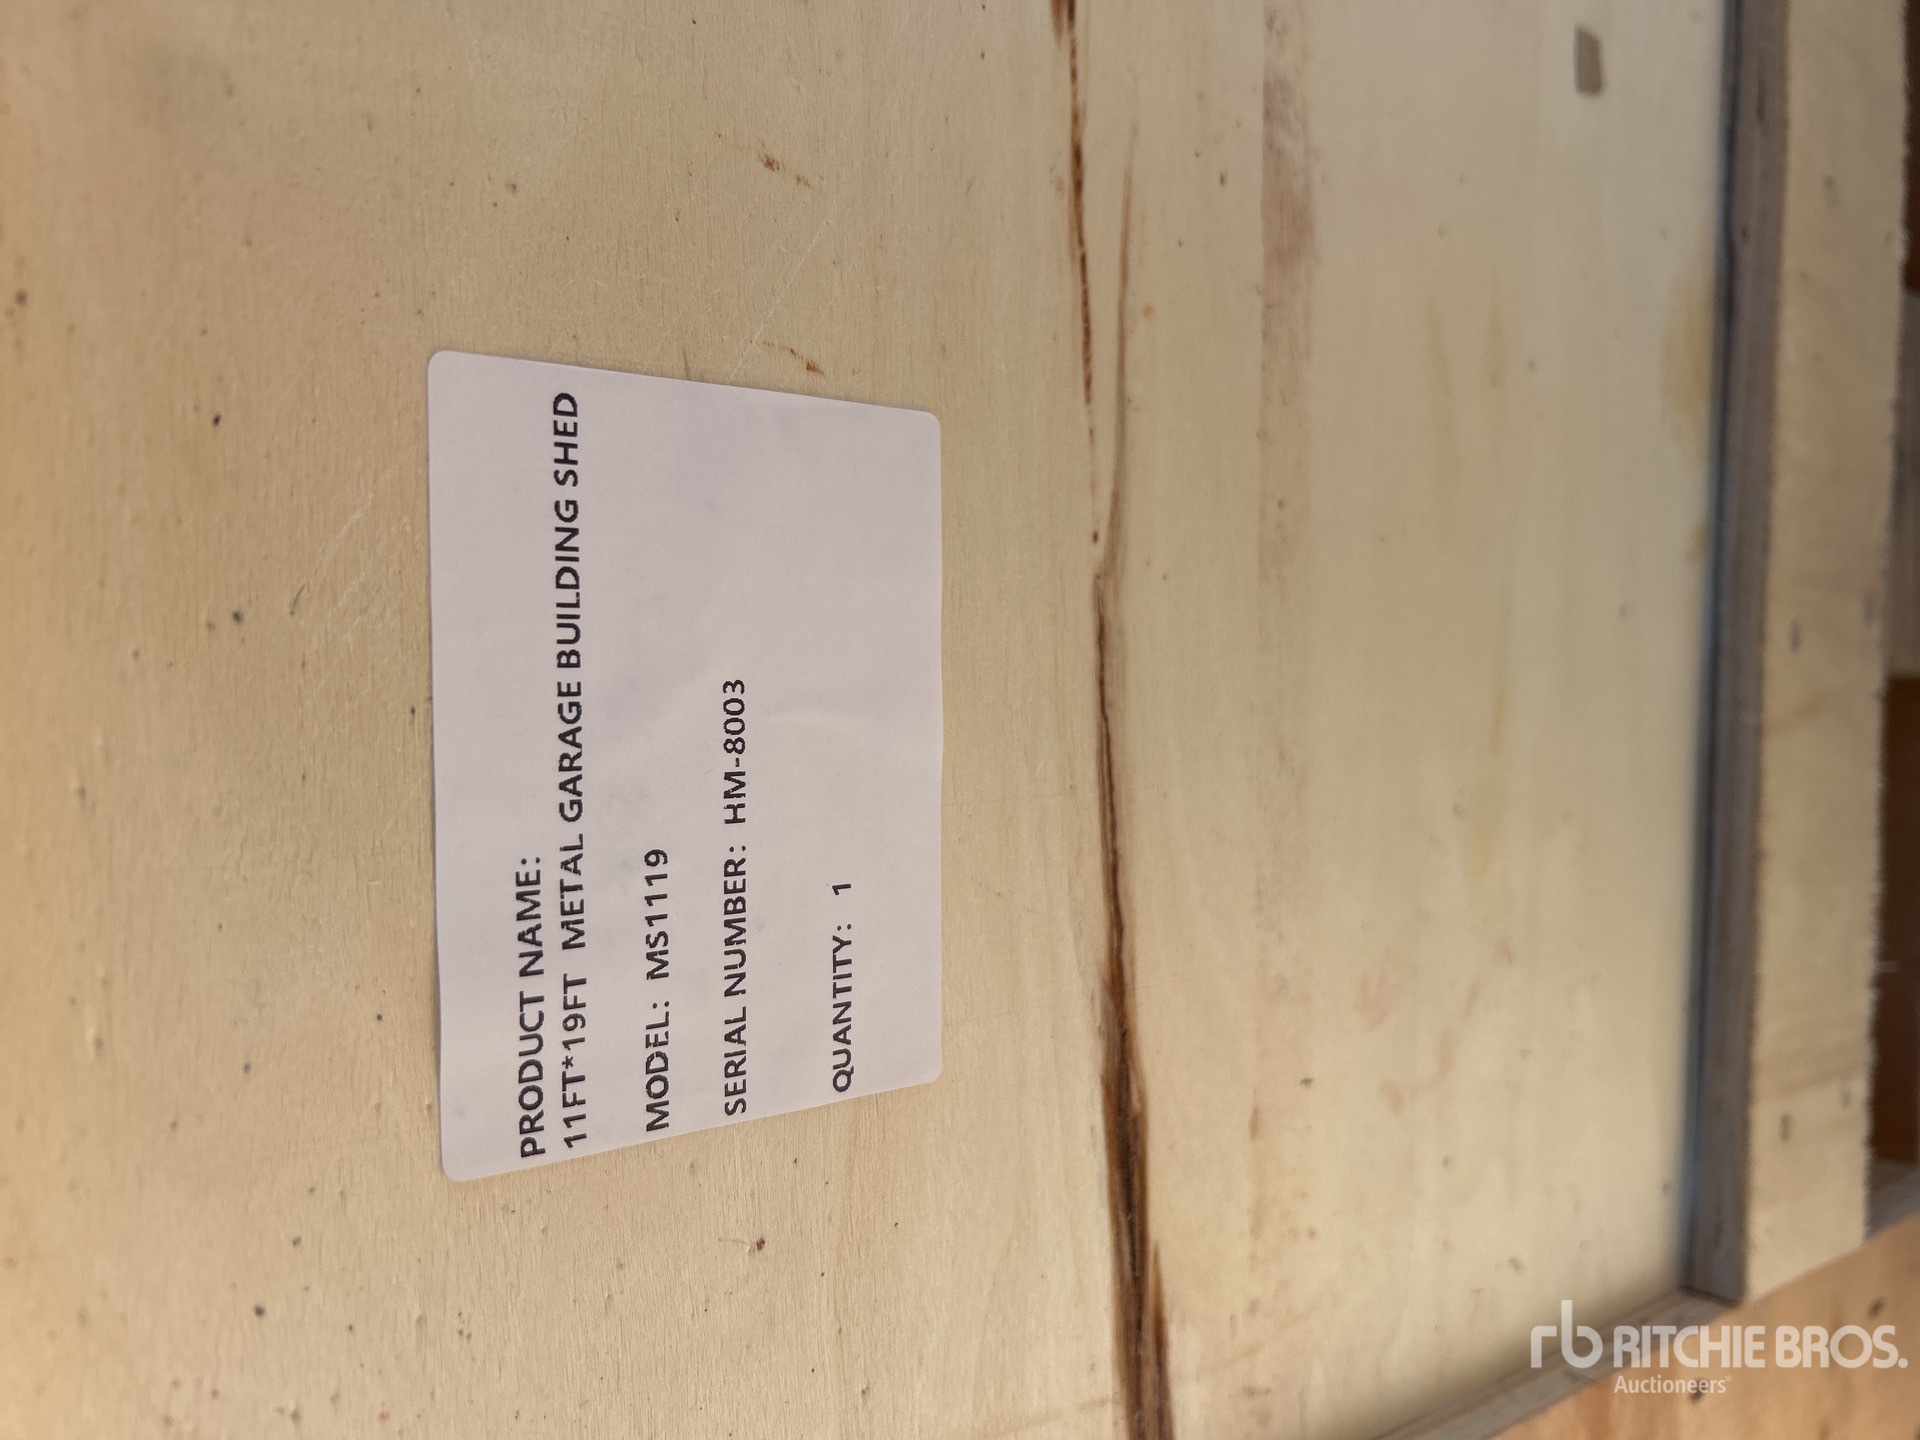 PRODUCT NAME:
11FT*19FT METAL GARAGE BUILDING SHED
MODEL: MS1119
SERIAL NUMBER: HM-8003
QUANTITY: 1
rb RITCHIE BROS.
Auctioneers